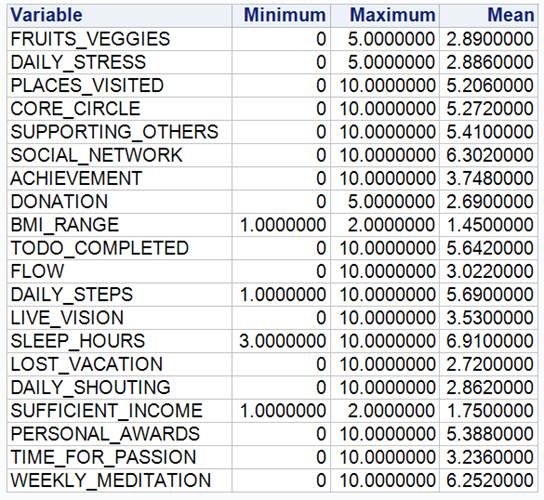 Variable Minimum Maximum Mean
FRUITS_VEGGIES 0 5.0000000 2.8900000
DAILY_STRESS 0 5.0000000 2.8860000
PLACES_VISITED 0 10.0000000 5.2060000
CORE_CIRCLE 0 10.0000000 5.2720000
SUPPORTING_OTHERS 0 10.0000000 5.4100000
SOCIAL_NETWORK 0 10.0000000 6.3020000
ACHIEVEMENT 0 10.0000000 3.7480000
DONATION 0 5.0000000 2.6900000
BMI_RANGE 1.0000000 2.0000000 1.4500000
TODO_COMPLETED 0 10.0000000 5.6420000
FLOW 0 10.0000000 3.0220000
DAILY_STEPS 1.0000000 10.0000000 5.6900000
LIVE_VISION 0 10.0000000 3.5300000
SLEEP_HOURS 3.0000000 10.0000000 6.9100000
LOST_VACATION 0 10.0000000 2.7200000
DAILY_SHOUTING 0 10.0000000 2.8620000
SUFFICIENT_INCOME 1.0000000 2.0000000 1.7500000
PERSONAL_AWARDS 0 10.0000000 5.3880000
TIME_FOR_PASSION 0 10.0000000 3.2360000
WEEKLY_MEDITATION 0 10.0000000 6.2520000